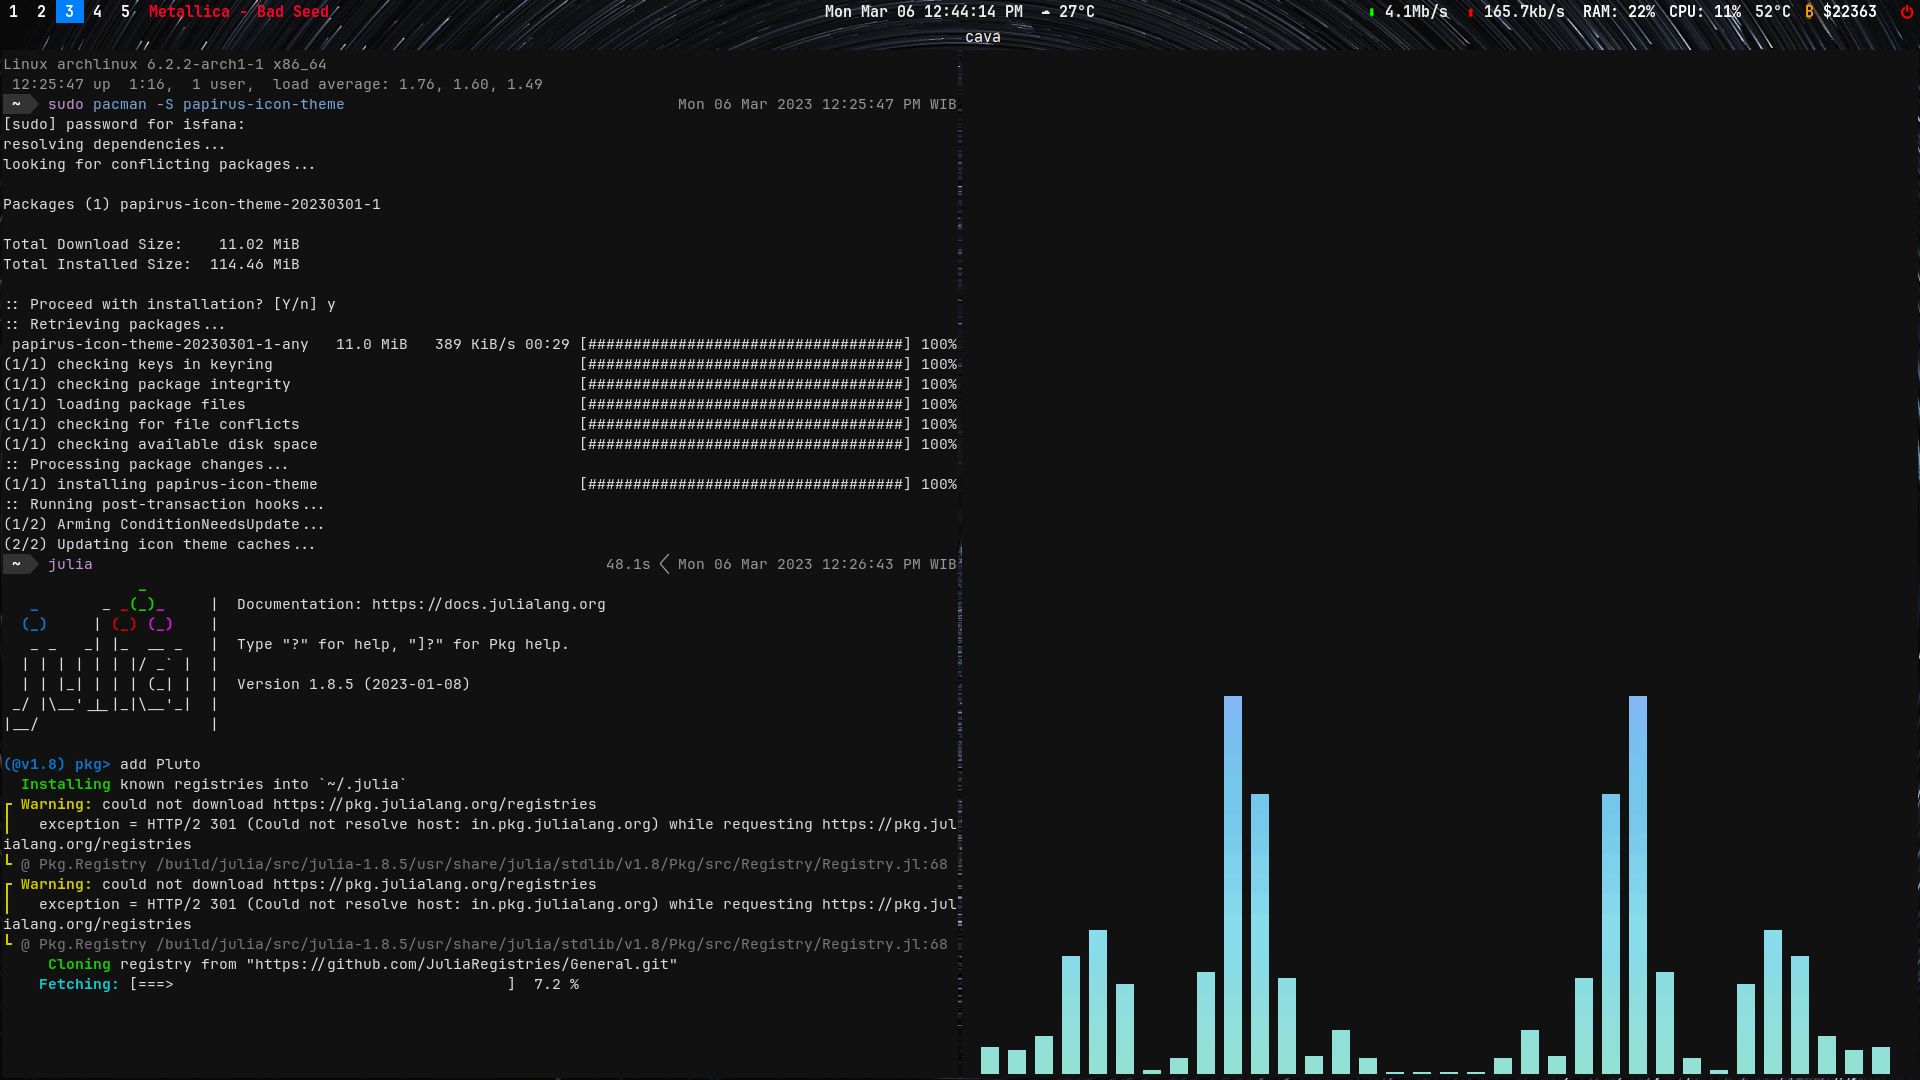 1 2 3 4 5 Metallica - Bad Seed Mon Mar 06 12:44:14 PM 27°C 4.1Mb/s 165.7kb/s RAM: 22% CPU: 11% 52°C ₿ $22363
cava
Linux archlinux 6.2.2-arch1-1 x86_64
12:25:47 up  1:16,  1 user,  load average: 1.76, 1.60, 1.49
~ sudo pacman -S papirus-icon-theme Mon 06 Mar 2023 12:25:47 PM WIB
[sudo] password for isfana:
resolving dependencies...
looking for conflicting packages...
Packages (1) papirus-icon-theme-20230301-1
Total Download Size:    11.02 MiB
Total Installed Size:  114.46 MiB
:: Proceed with installation? [Y/n] y
:: Retrieving packages...
papirus-icon-theme-20230301-1-any   11.0 MiB   389 KiB/s 00:29 [###################################] 100%
(1/1) checking keys in keyring [###################################] 100%
(1/1) checking package integrity [###################################] 100%
(1/1) loading package files [###################################] 100%
(1/1) checking for file conflicts [###################################] 100%
(1/1) checking available disk space [###################################] 100%
:: Processing package changes...
(1/1) installing papirus-icon-theme [###################################] 100%
:: Running post-transaction hooks...
(1/2) Arming ConditionNeedsUpdate...
(2/2) Updating icon theme caches...
~ julia 48.1s Mon 06 Mar 2023 12:26:43 PM WIB
               _
   _       _ _(_)_     |  Documentation: https://docs.julialang.org
  (_)     | (_) (_)    |
   _ _   _| |_  __ _   |  Type "?" for help, "]?" for Pkg help.
  | | | | | | |/ _` |  |
  | | |_| | | | (_| |  |  Version 1.8.5 (2023-01-08)
 _/ |\__'_|_|_|\__'_|  |
|__/                   |
(@v1.8) pkg> add Pluto
Installing known registries into `~/.julia`
┌ Warning: could not download https://pkg.julialang.org/registries
│   exception = HTTP/2 301 (Could not resolve host: in.pkg.julialang.org) while requesting https://pkg.jul
ialang.org/registries
└ @ Pkg.Registry /build/julia/src/julia-1.8.5/usr/share/julia/stdlib/v1.8/Pkg/src/Registry/Registry.jl:68
┌ Warning: could not download https://pkg.julialang.org/registries
│   exception = HTTP/2 301 (Could not resolve host: in.pkg.julialang.org) while requesting https://pkg.jul
ialang.org/registries
└ @ Pkg.Registry /build/julia/src/julia-1.8.5/usr/share/julia/stdlib/v1.8/Pkg/src/Registry/Registry.jl:68
Cloning registry from "https://github.com/JuliaRegistries/General.git"
Fetching: [===>                                     ]  7.2 %